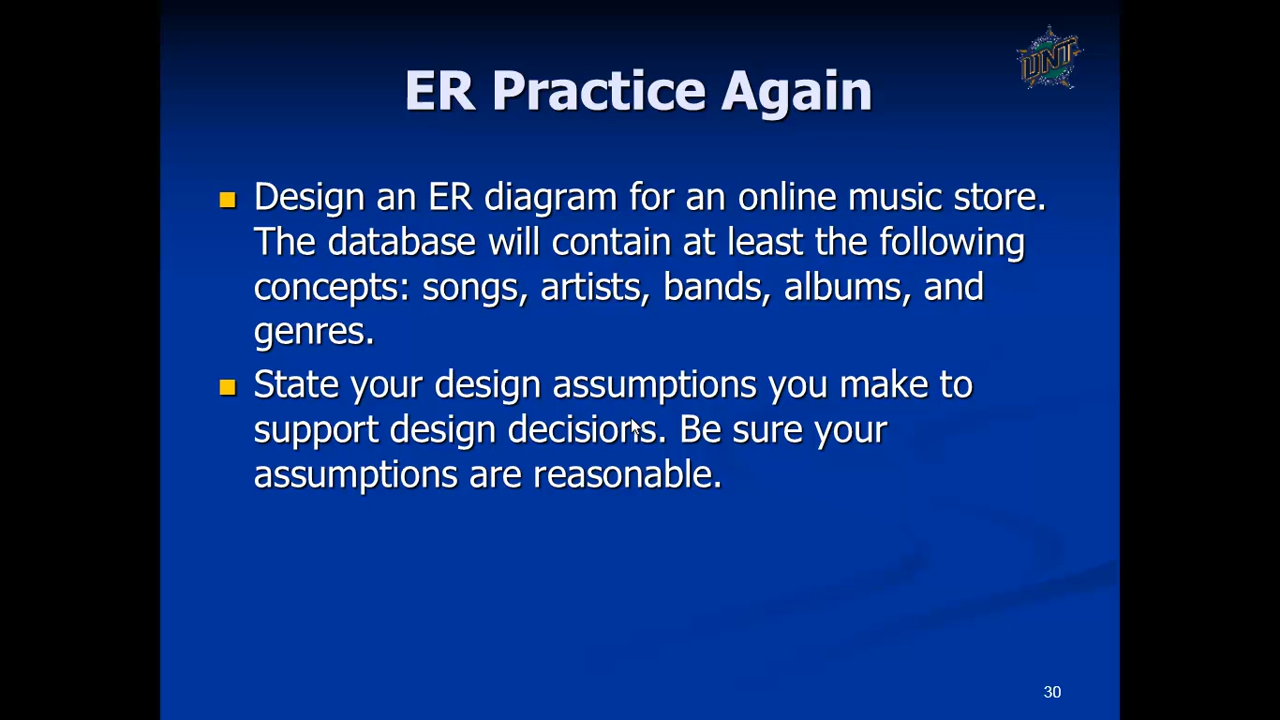 UNT
ER Practice Again
Design an ER diagram for an online music store.
The database will contain at least the following
concepts: songs, artists, bands, albums, and
genres.
State your design assumptions you make to
support design decisions. Be sure your
assumptions are reasonable.
30